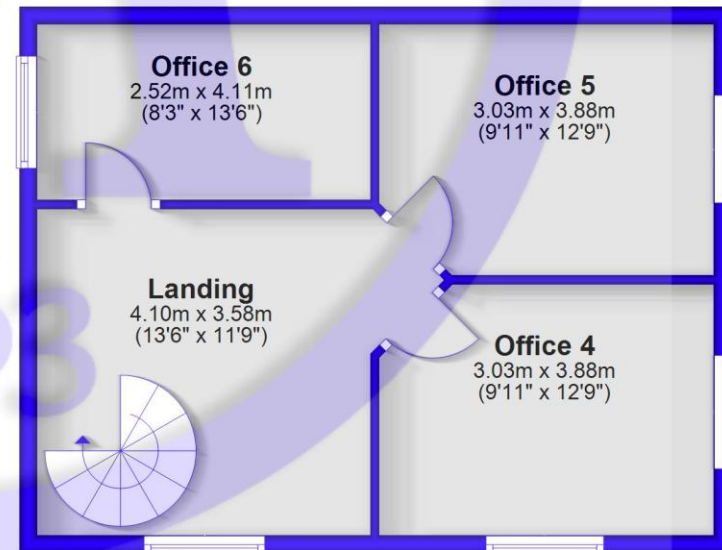 Office 6
2.52m x 4.11m
(8'3" x 13'6")
Office 5
3.03m x 3.88m
(9'11" x 12'9")
Landing
4.10m x 3.58m
(13'6" x 11'9")
Office 4
3.03m x 3.88m
(9'11" x 12'9")